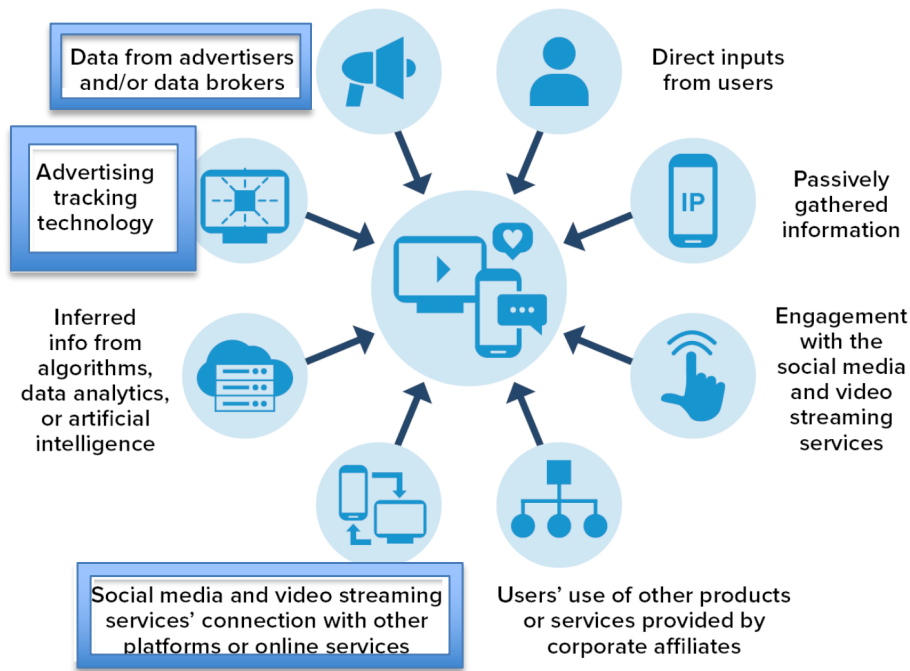 Data from advertisers
and/or data brokers
Direct inputs
from users
Advertising
tracking
technology
IP
Passively
gathered
information
Inferred
info from
algorithms,
data analytics,
or artificial
intelligence
Engagement
with the
social media
and video
streaming
services
Social media and video streaming
services’ connection with other
platforms or online services
Users’ use of other products
or services provided by
corporate affiliates